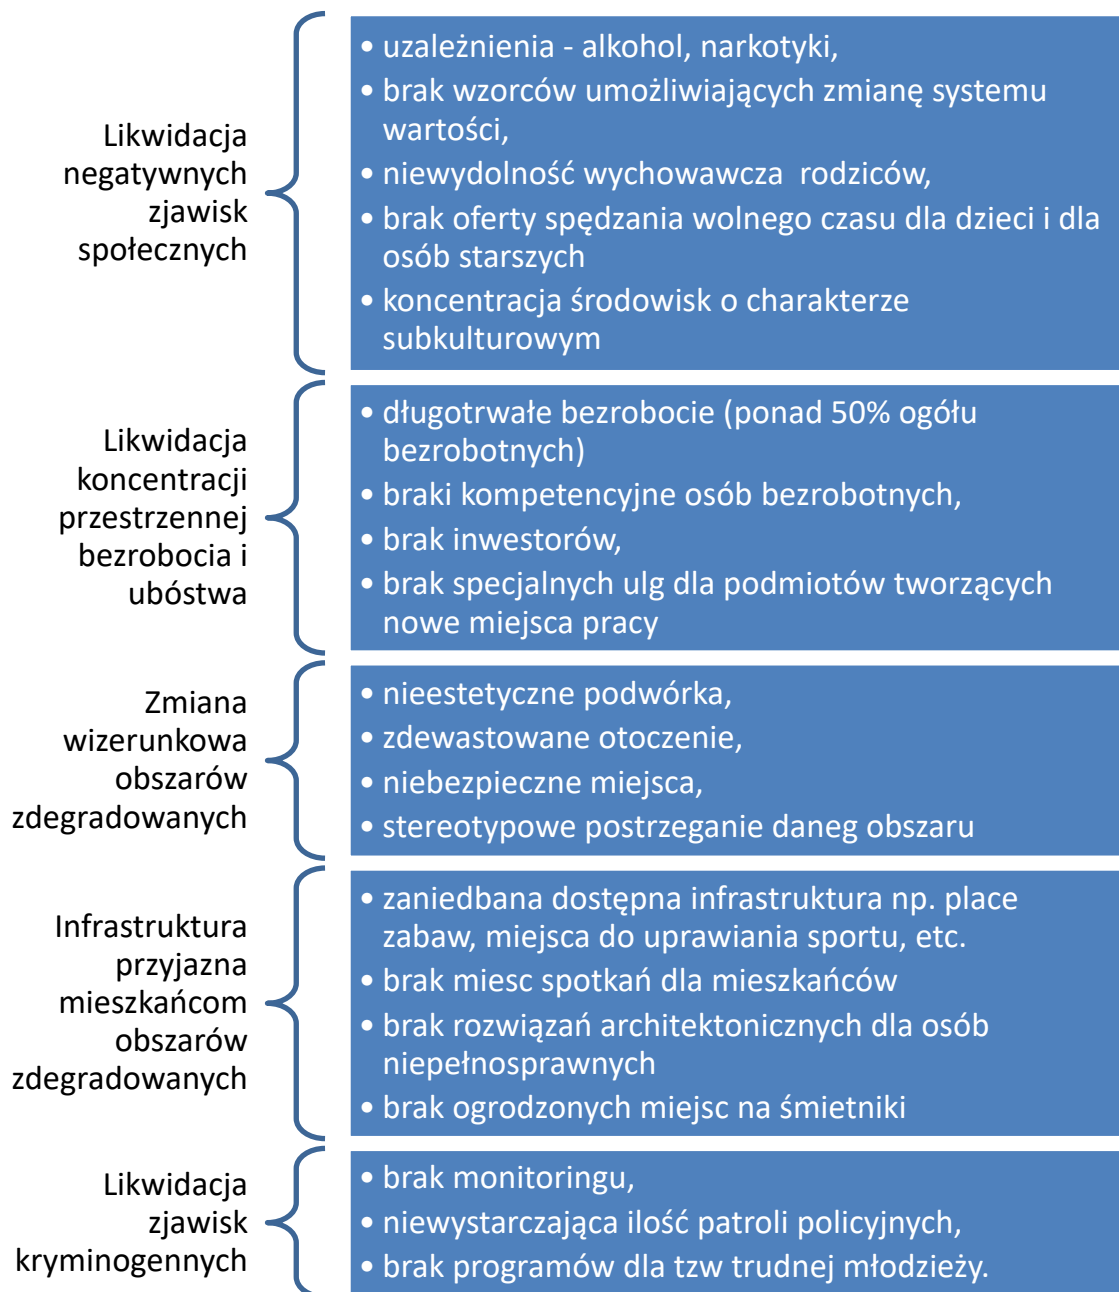 Likwidacja
negatywnych
zjawisk
społecznych
• uzależnienia - alkohol, narkotyki,
• brak wzorców umożliwiających zmianę systemu
wartości,
• niewydolność wychowawcza  rodziców,
• brak oferty spędzania wolnego czasu dla dzieci i dla
osób starszych
• koncentracja środowisk o charakterze
subkulturowym
Likwidacja
koncentracji
przestrzennej
bezrobocia i
ubóstwa
• długotrwałe bezrobocie (ponad 50% ogółu
bezrobotnych)
• braki kompetencyjne osób bezrobotnych,
• brak inwestorów,
• brak specjalnych ulg dla podmiotów tworzących
nowe miejsca pracy
Zmiana
wizerunkowa
obszarów
zdegradowanych
• nieestetyczne podwórka,
• zdewastowane otoczenie,
• niebezpieczne miejsca,
• stereotypowe postrzeganie daneg obszaru
Infrastruktura
przyjazna
mieszkańcom
obszarów
zdegradowanych
• zaniedbana dostępna infrastruktura np. place
zabaw, miejsca do uprawiania sportu, etc.
• brak miesc spotkań dla mieszkańców
• brak rozwiązań architektonicznych dla osób
niepełnosprawnych
• brak ogrodzonych miejsc na śmietniki
Likwidacja
zjawisk
kryminogennych
• brak monitoringu,
• niewystarczająca ilość patroli policyjnych,
• brak programów dla tzw trudnej młodzieży.